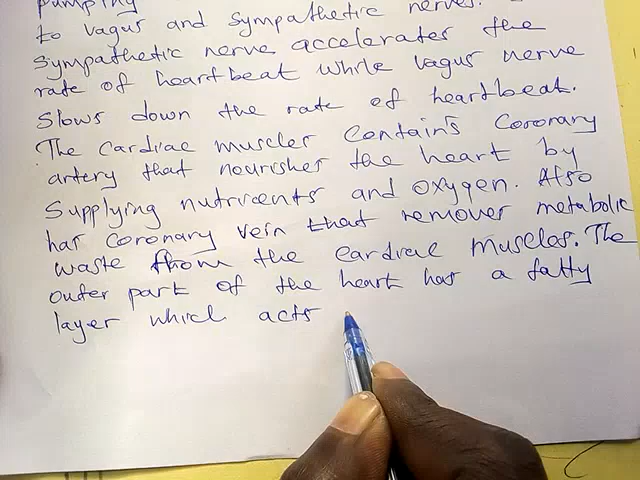 pumping
to vagus and sympathetic nerves.
sympathetic nerve accelerates the
rate of heartbeat while vagus nerve
slows down the rate of heartbeat.
The cardiac muscles contains coronary
artery that nourishes the heart by
supplying nutricents and oxygen. Also
has coronary vein that remover metabolic
waste from the cardiac muscles. The
outer part of the heart has a fatty
layer which acts